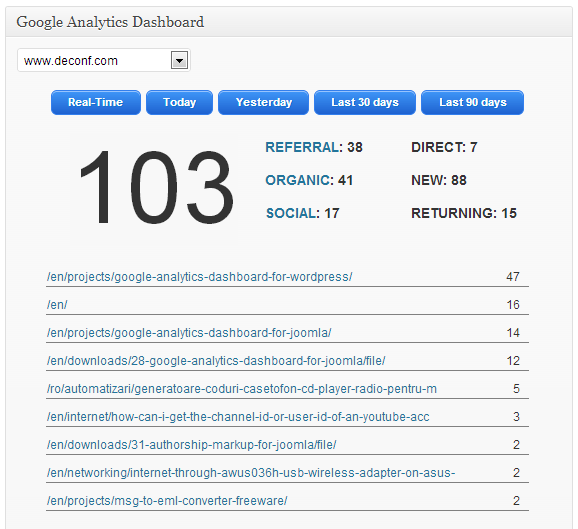 Google Analytics Dashboard
www.deconf.com
Real-Time Today Yesterday Last 30 days Last 90 days
103
REFERRAL: 38 DIRECT: 7
ORGANIC: 41 NEW: 88
SOCIAL: 17 RETURNING: 15
/en/projects/google-analytics-dashboard-for-wordpress/ 47
/en/ 16
/en/projects/google-analytics-dashboard-for-joomla/ 14
/en/downloads/28-google-analytics-dashboard-for-joomla/file/ 12
/ro/automatizari/generatoare-coduri-casetofon-cd-player-radio-pentru-m 5
/en/internet/how-can-i-get-the-channel-id-or-user-id-of-an-youtube-acc 3
/en/downloads/31-authorship-markup-for-joomla/file/ 2
/en/networking/internet-through-awus036h-usb-wireless-adapter-on-asus- 2
/en/projects/msg-to-eml-converter-freeware/ 2